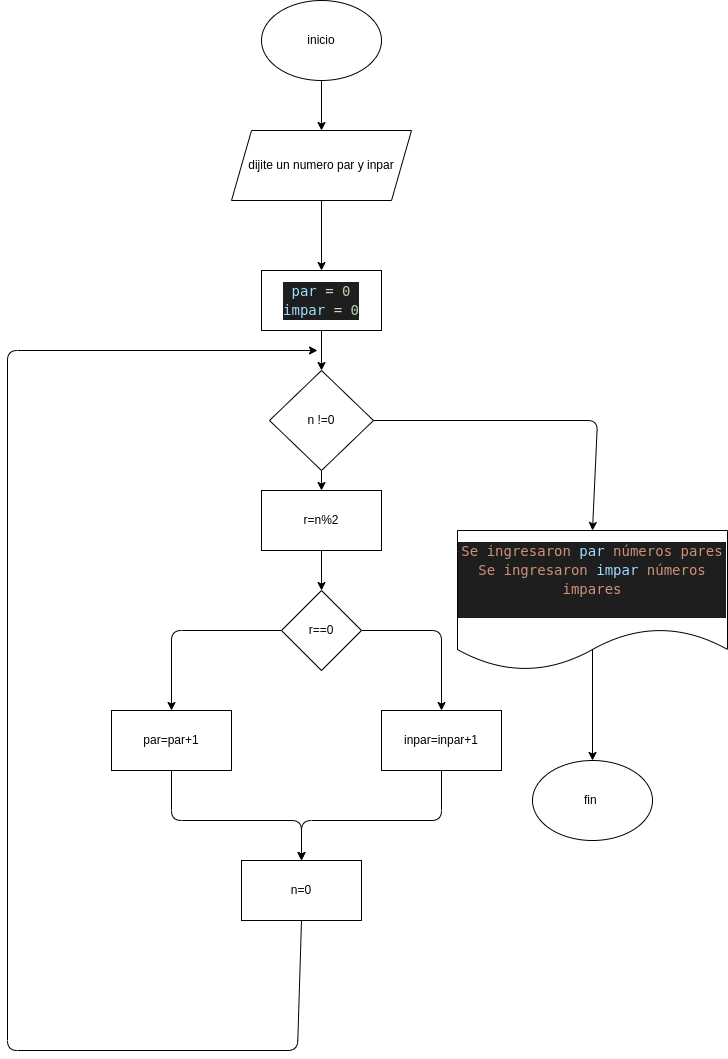 inicio
dijite un numero par y inpar
par = 0
impar = 0
n !=0
r=n%2
Se ingresaron par números pares
Se ingresaron impar números
impares
r==0
par=par+1
inpar=inpar+1
fin
n=0